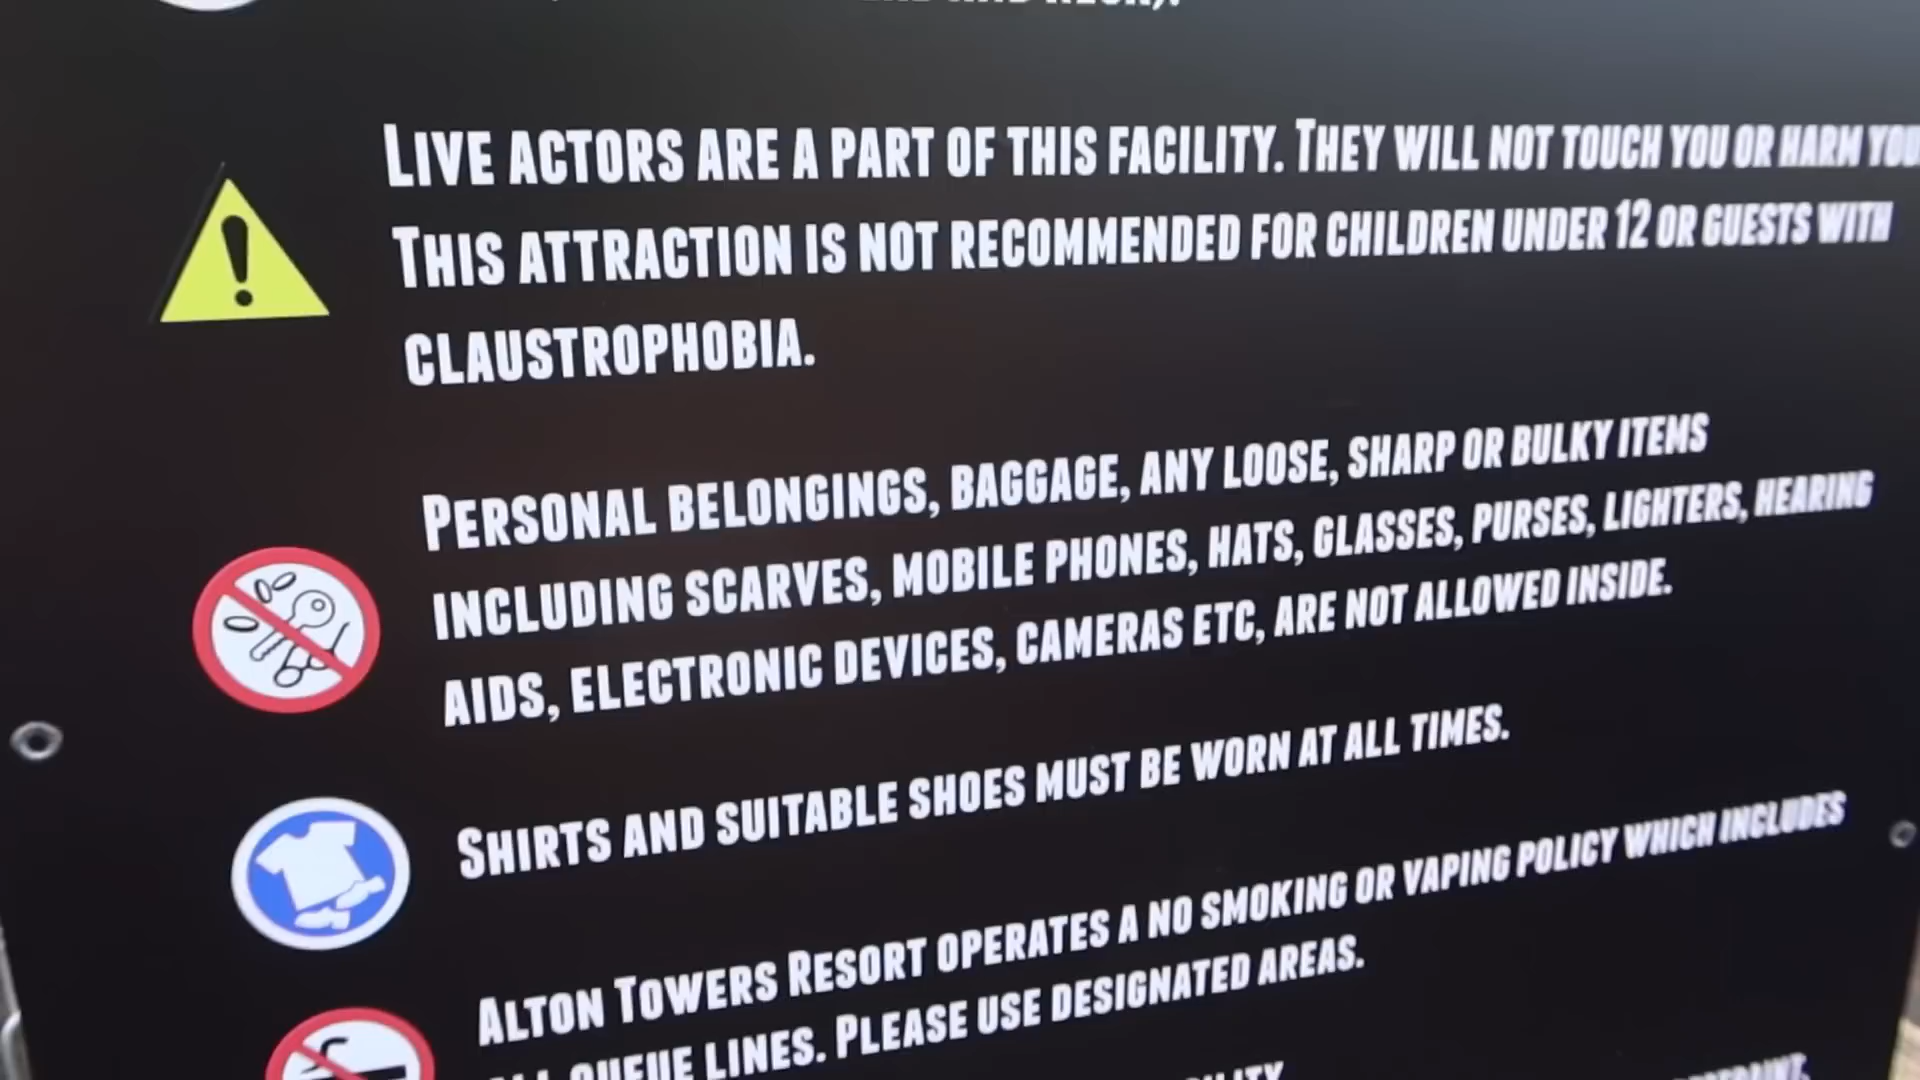 LIVE ACTORS ARE A PART OF THIS FACILITY. THEY WILL NOT TOUCH YOU OR HARM YOU
THIS ATTRACTION IS NOT RECOMMENDED FOR CHILDREN UNDER 12 OR GUESTS WITH
CLAUSTROPHOBIA.
PERSONAL BELONGINGS, BAGGAGE, ANY LOOSE, SHARP OR BULKY ITEMS
INCLUDING SCARVES, MOBILE PHONES, HATS, GLASSES, PURSES, LIGHTERS, HEARING
AIDS, ELECTRONIC DEVICES, CAMERAS ETC, ARE NOT ALLOWED INSIDE.
SHIRTS AND SUITABLE SHOES MUST BE WORN AT ALL TIMES.
ALTON TOWERS RESORT OPERATES A NO SMOKING OR VAPING POLICY WHICH INCLUDES
ALL QUEUE LINES. PLEASE USE DESIGNATED AREAS.